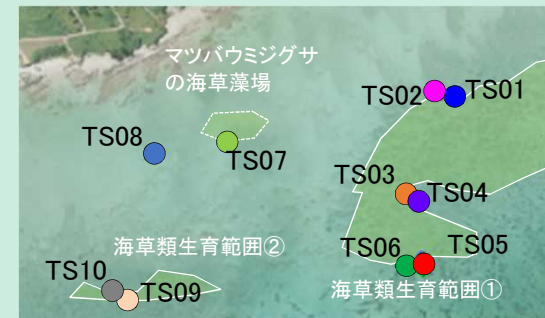 マツバウミジグサ
の海草藻場
TS02
TS01
TS08
TS07
TS03
TS04
海草類生育範囲②
TS06
TS05
TS10
TS09
海草類生育範囲①